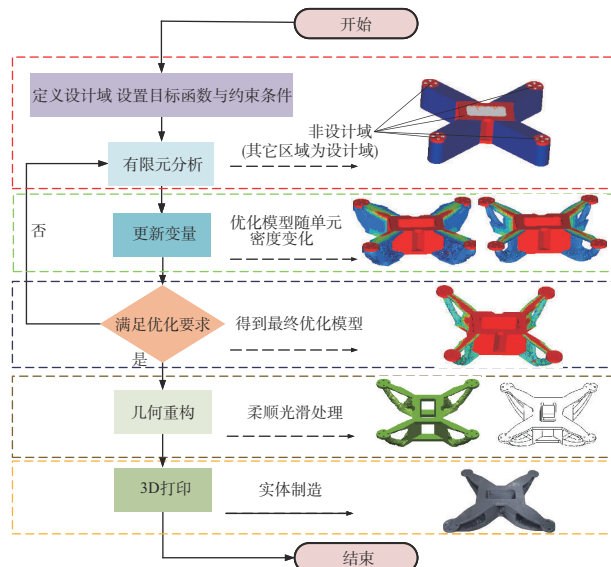 开始
定义设计域 设置目标函数与约束条件
非设计域
(其它区域为设计域)
有限元分析
否
更新变量
优化模型随单元
密度变化
满足优化要求
得到最终优化模型
是
几何重构
柔顺光滑处理
3D打印
实体制造
结束